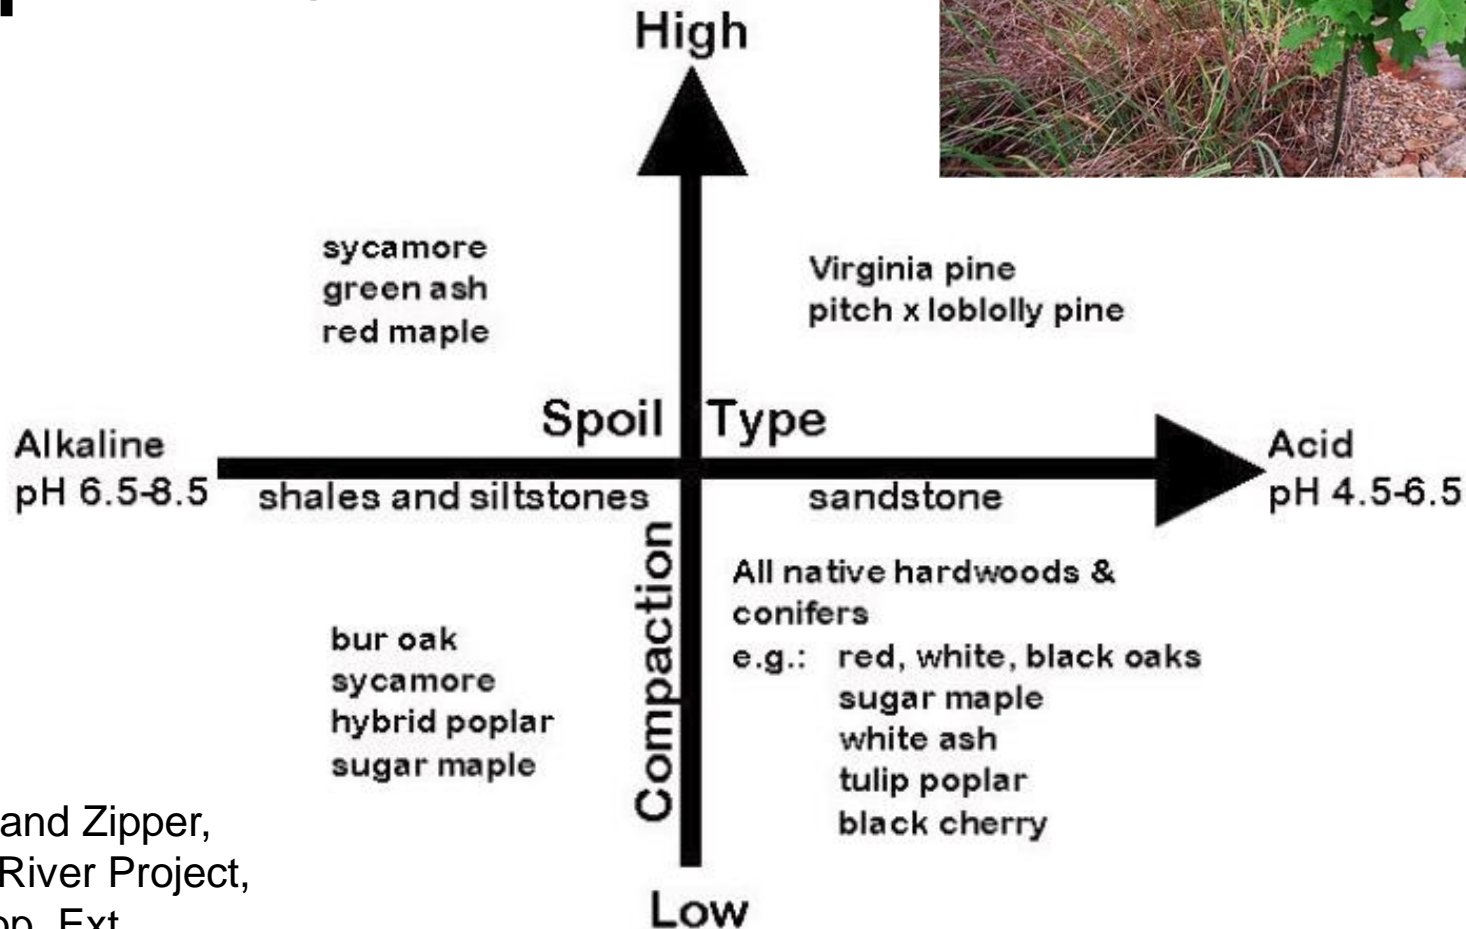 High
sycamore
green ash
red maple
Virginia pine
pitch x loblolly pine
Spoil Type
Alkaline
pH 6.5-8.5
Acid
pH 4.5-6.5
shales and siltstones
sandstone
Compaction
All native hardwoods &
conifers
e.g.: red, white, black oaks
sugar maple
white ash
tulip poplar
black cherry
bur oak
sycamore
hybrid poplar
sugar maple
Low
and Zipper,
River Project,
Ext